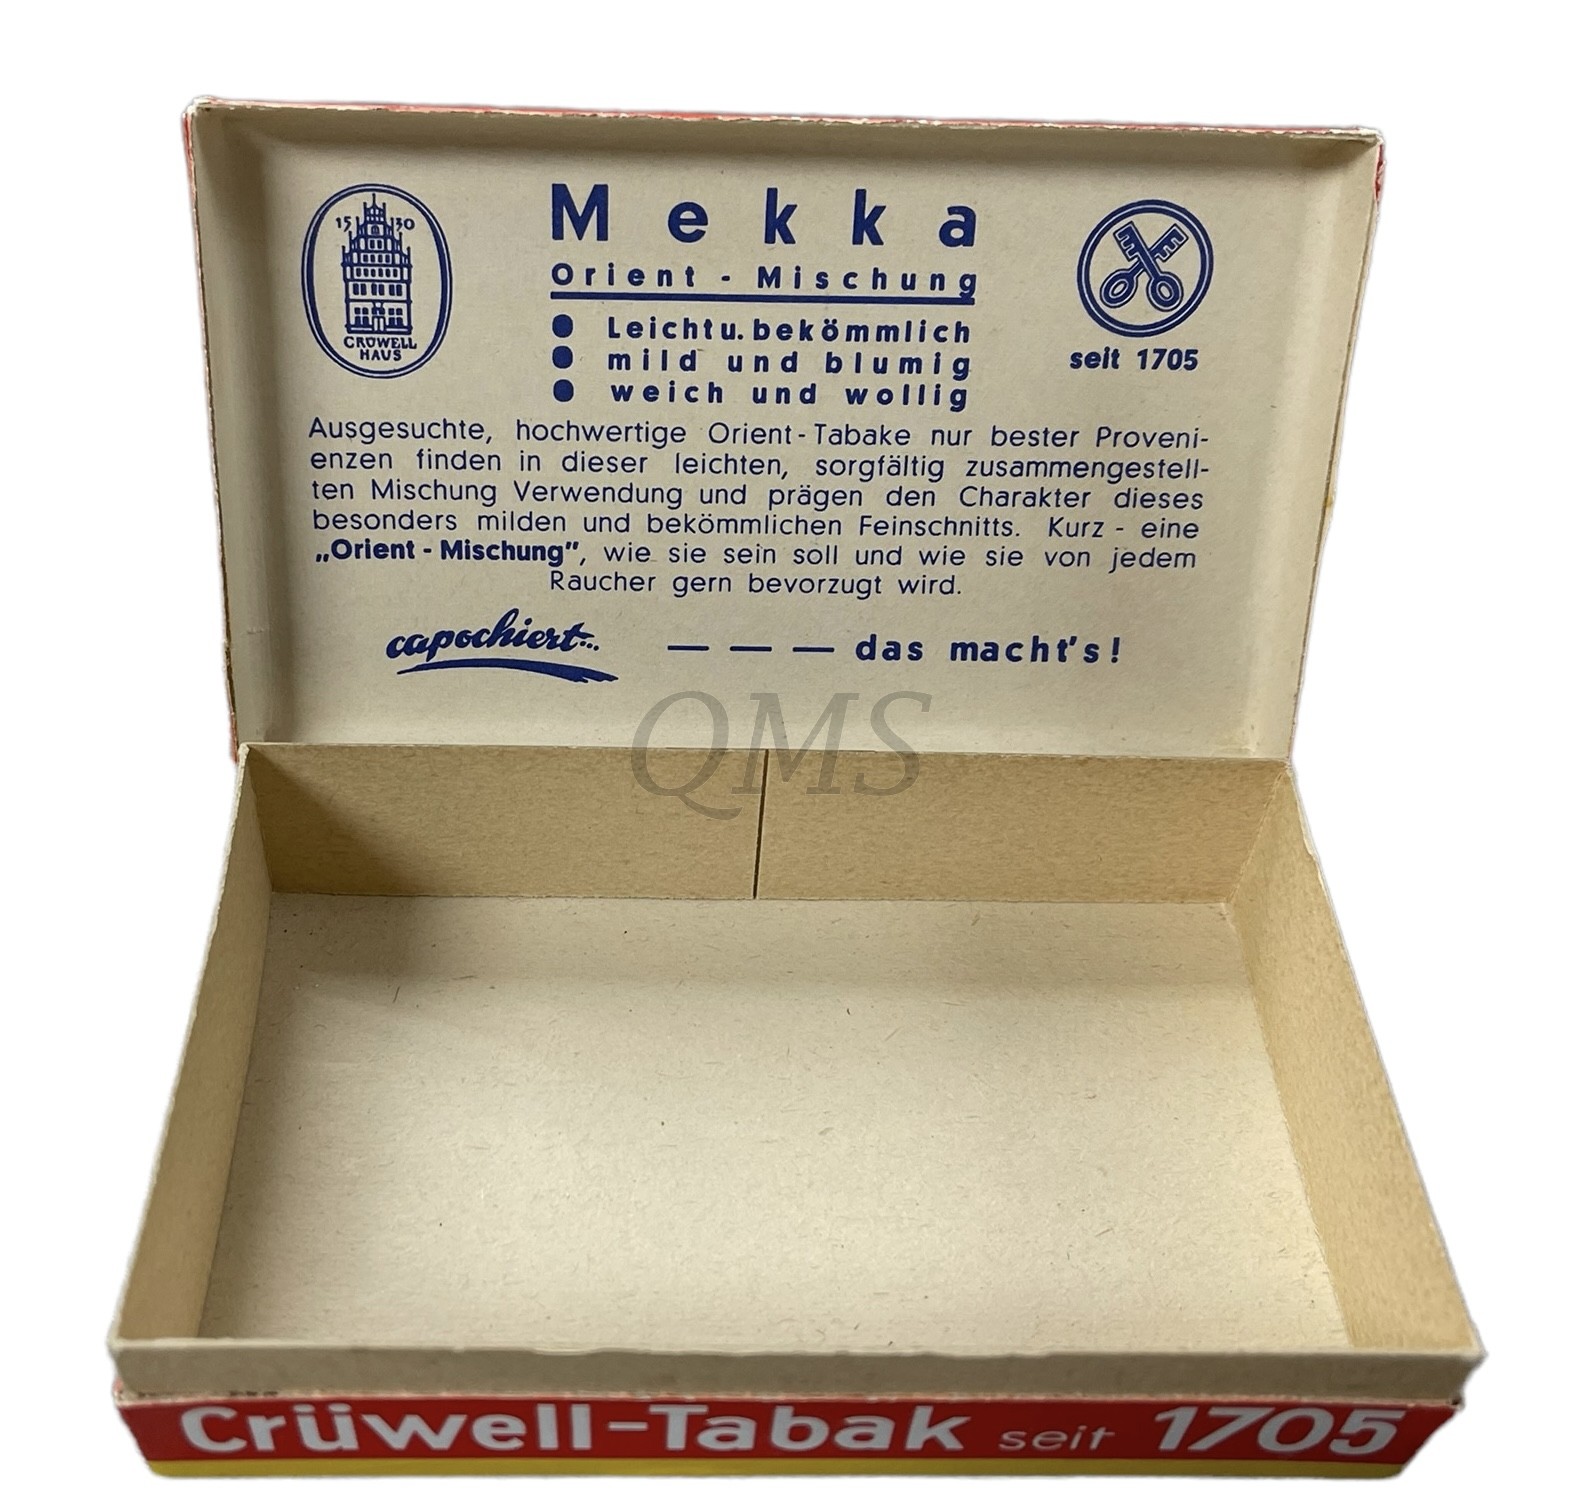 15 30
CRÜWELL
HAUS
Mekka
Orient - Mischung
● Leicht u. bekömmlich
● mild und blumig
● weich und wollig
seit 1705
Ausgesuchte, hochwertige Orient-Tabake nur bester Proveni-
enzen finden in dieser leichten, sorgfältig zusammengestell-
ten Mischung Verwendung und prägen den Charakter dieses
besonders milden und bekömmlichen Feinschnitts. Kurz - eine
„Orient - Mischung", wie sie sein soll und wie sie von jedem
Raucher gern bevorzugt wird.
capochiert... — — — das macht's!
QMS
Crüwell-Tabak seit 1705